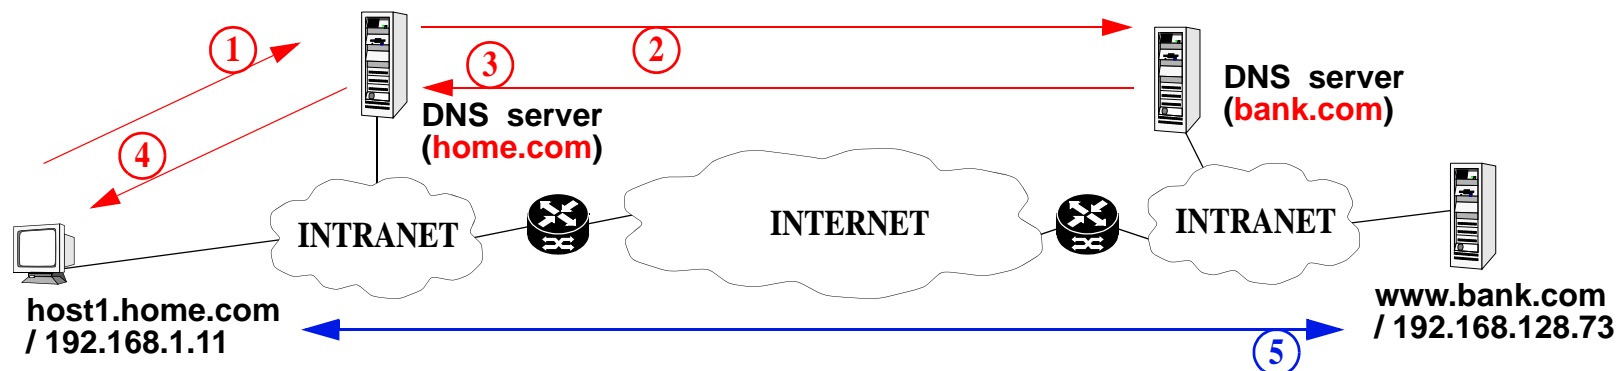 1
2
3
4
DNS server
(home.com)
DNS server
(bank.com)
INTRANET
INTERNET
INTRANET
host1.home.com
/ 192.168.1.11
www.bank.com
/ 192.168.128.73
5